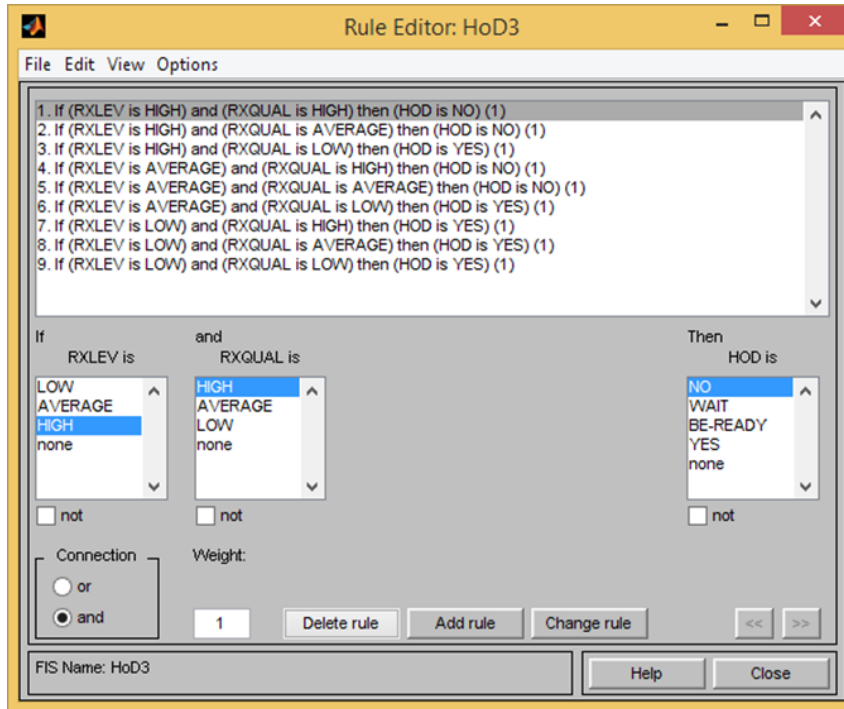 Rule Editor: HoD3
File Edit View Options
1. If (RXLEV is HIGH) and (RXQUAL is HIGH) then (HOD is NO) (1)
2. If (RXLEV is HIGH) and (RXQUAL is AVERAGE) then (HOD is NO) (1)
3. If (RXLEV is HIGH) and (RXQUAL is LOW) then (HOD is YES) (1)
4. If (RXLEV is AVERAGE) and (RXQUAL is HIGH) then (HOD is NO) (1)
5. If (RXLEV is AVERAGE) and (RXQUAL is AVERAGE) then (HOD is NO) (1)
6. If (RXLEV is AVERAGE) and (RXQUAL is LOW) then (HOD is YES) (1)
7. If (RXLEV is LOW) and (RXQUAL is HIGH) then (HOD is YES) (1)
8. If (RXLEV is LOW) and (RXQUAL is AVERAGE) then (HOD is YES) (1)
9. If (RXLEV is LOW) and (RXQUAL is LOW) then (HOD is YES) (1)
If
RXLEV is
LOW
AVERAGE
HIGH
none
not
and
RXQUAL is
HIGH
AVERAGE
LOW
none
not
Then
HOD is
NO
WAIT
BE-READY
YES
none
not
Connection
or
and
Weight:
1
Delete rule
Add rule
Change rule
<<
>>
FIS Name: HoD3
Help
Close